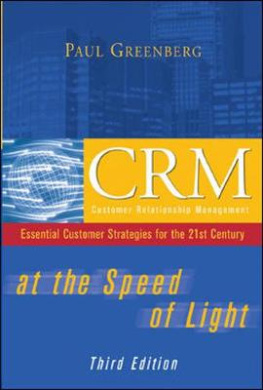 PAUL GREENBERG
CRM
Customer Relationship Management
Essential Customer Strategies for the 21st Century
at the Speed
of Light
Third Edition